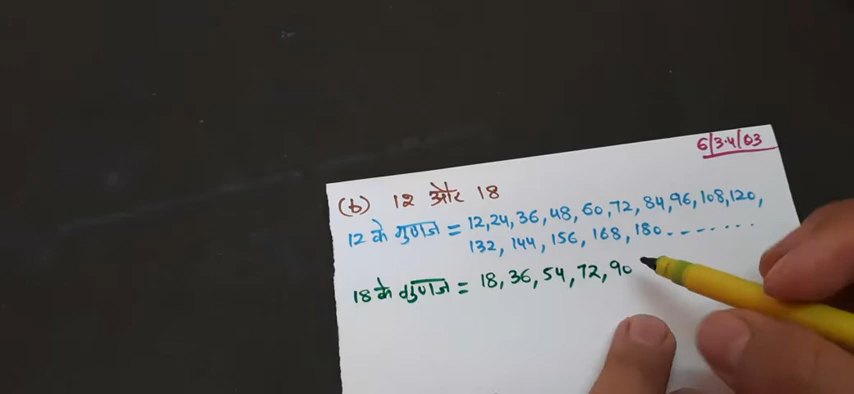 6/3.4/03
(b) 12 और 18
12 के गुणज = 12, 24, 36, 48, 60, 72, 84, 96, 108, 120,
132, 144, 156, 168, 180 - - - - - - -
18 के गुणज = 18, 36, 54, 72, 90